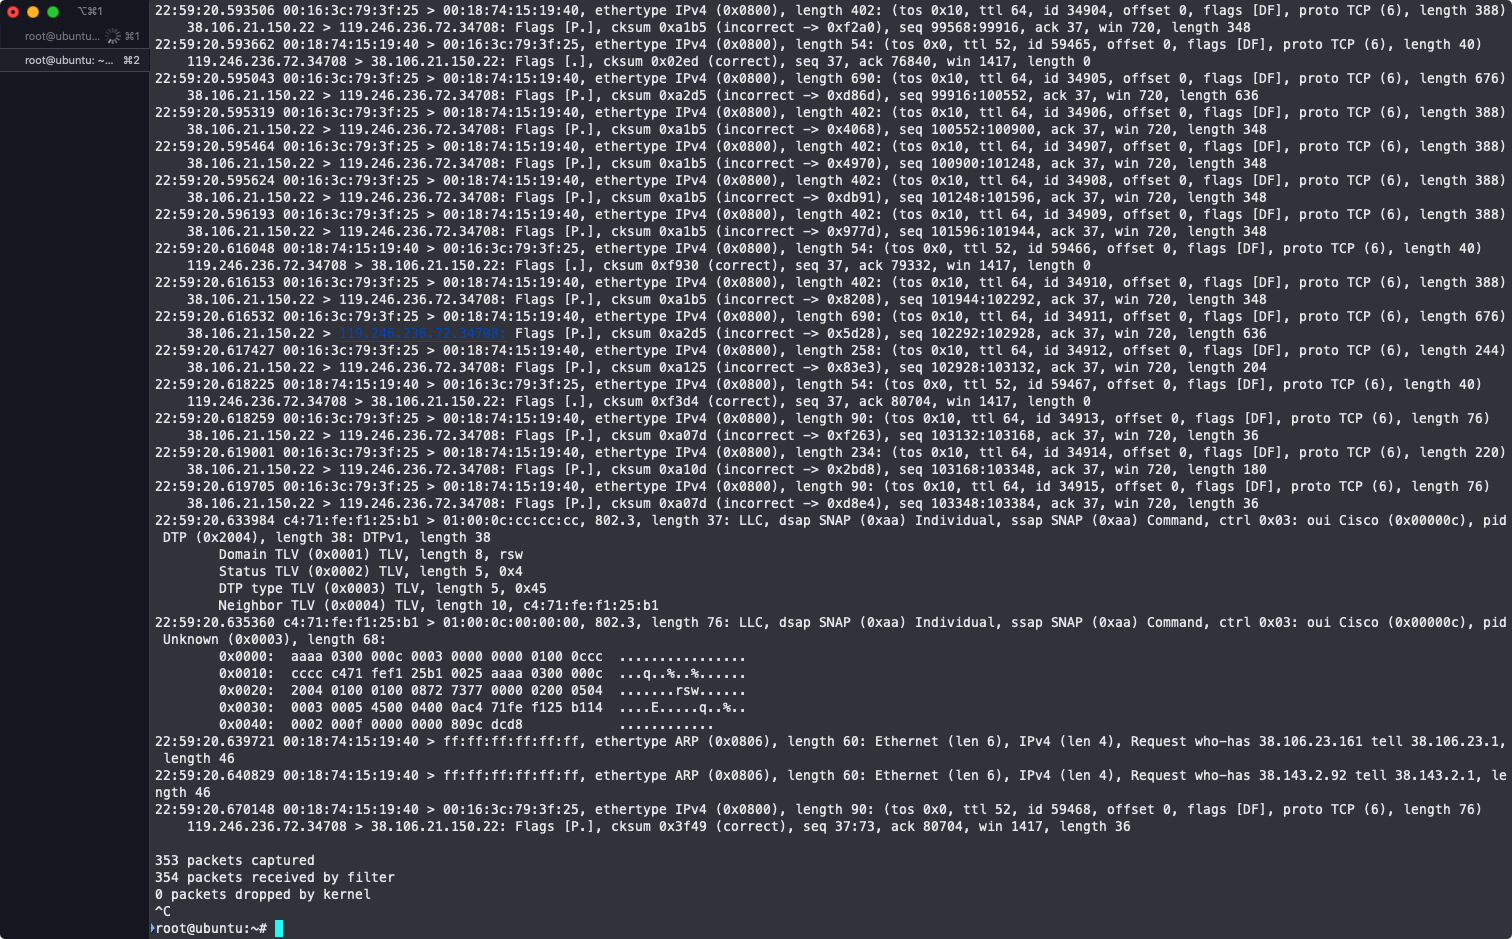 ⌥⌘1
root@ubuntu... ⌘1
root@ubuntu: ~... ⌘2
22:59:20.593506 00:16:3c:79:3f:25 > 00:18:74:15:19:40, ethertype IPv4 (0x0800), length 402: (tos 0x10, ttl 64, id 34904, offset 0, flags [DF], proto TCP (6), length 388)
38.106.21.150.22 > 119.246.236.72.34708: Flags [P.], cksum 0xa1b5 (incorrect -> 0xf2a0), seq 99568:99916, ack 37, win 720, length 348
22:59:20.593662 00:18:74:15:19:40 > 00:16:3c:79:3f:25, ethertype IPv4 (0x0800), length 54: (tos 0x0, ttl 52, id 59465, offset 0, flags [DF], proto TCP (6), length 40)
119.246.236.72.34708 > 38.106.21.150.22: Flags [.], cksum 0x02ed (correct), seq 37, ack 76840, win 1417, length 0
22:59:20.595043 00:16:3c:79:3f:25 > 00:18:74:15:19:40, ethertype IPv4 (0x0800), length 690: (tos 0x10, ttl 64, id 34905, offset 0, flags [DF], proto TCP (6), length 676)
38.106.21.150.22 > 119.246.236.72.34708: Flags [P.], cksum 0xa2d5 (incorrect -> 0xd86d), seq 99916:100552, ack 37, win 720, length 636
22:59:20.595319 00:16:3c:79:3f:25 > 00:18:74:15:19:40, ethertype IPv4 (0x0800), length 402: (tos 0x10, ttl 64, id 34906, offset 0, flags [DF], proto TCP (6), length 388)
38.106.21.150.22 > 119.246.236.72.34708: Flags [P.], cksum 0xa1b5 (incorrect -> 0x4068), seq 100552:100900, ack 37, win 720, length 348
22:59:20.595464 00:16:3c:79:3f:25 > 00:18:74:15:19:40, ethertype IPv4 (0x0800), length 402: (tos 0x10, ttl 64, id 34907, offset 0, flags [DF], proto TCP (6), length 388)
38.106.21.150.22 > 119.246.236.72.34708: Flags [P.], cksum 0xa1b5 (incorrect -> 0x4970), seq 100900:101248, ack 37, win 720, length 348
22:59:20.595624 00:16:3c:79:3f:25 > 00:18:74:15:19:40, ethertype IPv4 (0x0800), length 402: (tos 0x10, ttl 64, id 34908, offset 0, flags [DF], proto TCP (6), length 388)
38.106.21.150.22 > 119.246.236.72.34708: Flags [P.], cksum 0xa1b5 (incorrect -> 0xdb91), seq 101248:101596, ack 37, win 720, length 348
22:59:20.596193 00:16:3c:79:3f:25 > 00:18:74:15:19:40, ethertype IPv4 (0x0800), length 402: (tos 0x10, ttl 64, id 34909, offset 0, flags [DF], proto TCP (6), length 388)
38.106.21.150.22 > 119.246.236.72.34708: Flags [P.], cksum 0xa1b5 (incorrect -> 0x977d), seq 101596:101944, ack 37, win 720, length 348
22:59:20.616048 00:18:74:15:19:40 > 00:16:3c:79:3f:25, ethertype IPv4 (0x0800), length 54: (tos 0x0, ttl 52, id 59466, offset 0, flags [DF], proto TCP (6), length 40)
119.246.236.72.34708 > 38.106.21.150.22: Flags [.], cksum 0xf930 (correct), seq 37, ack 79332, win 1417, length 0
22:59:20.616153 00:16:3c:79:3f:25 > 00:18:74:15:19:40, ethertype IPv4 (0x0800), length 402: (tos 0x10, ttl 64, id 34910, offset 0, flags [DF], proto TCP (6), length 388)
38.106.21.150.22 > 119.246.236.72.34708: Flags [P.], cksum 0xa1b5 (incorrect -> 0x8208), seq 101944:102292, ack 37, win 720, length 348
22:59:20.616532 00:16:3c:79:3f:25 > 00:18:74:15:19:40, ethertype IPv4 (0x0800), length 690: (tos 0x10, ttl 64, id 34911, offset 0, flags [DF], proto TCP (6), length 676)
38.106.21.150.22 > 119.246.236.72.34708: Flags [P.], cksum 0xa2d5 (incorrect -> 0x5d28), seq 102292:102928, ack 37, win 720, length 636
22:59:20.617427 00:16:3c:79:3f:25 > 00:18:74:15:19:40, ethertype IPv4 (0x0800), length 258: (tos 0x10, ttl 64, id 34912, offset 0, flags [DF], proto TCP (6), length 244)
38.106.21.150.22 > 119.246.236.72.34708: Flags [P.], cksum 0xa125 (incorrect -> 0x83e3), seq 102928:103132, ack 37, win 720, length 204
22:59:20.618225 00:18:74:15:19:40 > 00:16:3c:79:3f:25, ethertype IPv4 (0x0800), length 54: (tos 0x0, ttl 52, id 59467, offset 0, flags [DF], proto TCP (6), length 40)
119.246.236.72.34708 > 38.106.21.150.22: Flags [.], cksum 0xf3d4 (correct), seq 37, ack 80704, win 1417, length 0
22:59:20.618259 00:16:3c:79:3f:25 > 00:18:74:15:19:40, ethertype IPv4 (0x0800), length 90: (tos 0x10, ttl 64, id 34913, offset 0, flags [DF], proto TCP (6), length 76)
38.106.21.150.22 > 119.246.236.72.34708: Flags [P.], cksum 0xa07d (incorrect -> 0xf263), seq 103132:103168, ack 37, win 720, length 36
22:59:20.619001 00:16:3c:79:3f:25 > 00:18:74:15:19:40, ethertype IPv4 (0x0800), length 234: (tos 0x10, ttl 64, id 34914, offset 0, flags [DF], proto TCP (6), length 220)
38.106.21.150.22 > 119.246.236.72.34708: Flags [P.], cksum 0xa10d (incorrect -> 0x2bd8), seq 103168:103348, ack 37, win 720, length 180
22:59:20.619705 00:16:3c:79:3f:25 > 00:18:74:15:19:40, ethertype IPv4 (0x0800), length 90: (tos 0x10, ttl 64, id 34915, offset 0, flags [DF], proto TCP (6), length 76)
38.106.21.150.22 > 119.246.236.72.34708: Flags [P.], cksum 0xa07d (incorrect -> 0xd8e4), seq 103348:103384, ack 37, win 720, length 36
22:59:20.633984 c4:71:fe:f1:25:b1 > 01:00:0c:cc:cc:cc, 802.3, length 37: LLC, dsap SNAP (0xaa) Individual, ssap SNAP (0xaa) Command, ctrl 0x03: oui Cisco (0x00000c), pid
DTP (0x2004), length 38: DTPv1, length 38
Domain TLV (0x0001) TLV, length 8, rsw
Status TLV (0x0002) TLV, length 5, 0x4
DTP type TLV (0x0003) TLV, length 5, 0x45
Neighbor TLV (0x0004) TLV, length 10, c4:71:fe:f1:25:b1
22:59:20.635360 c4:71:fe:f1:25:b1 > 01:00:0c:00:00:00, 802.3, length 76: LLC, dsap SNAP (0xaa) Individual, ssap SNAP (0xaa) Command, ctrl 0x03: oui Cisco (0x00000c), pid
Unknown (0x0003), length 68:
0x0000:  aaaa 0300 000c 0003 0000 0000 0100 0ccc  ................
0x0010:  cccc c471 fef1 25b1 0025 aaaa 0300 000c  ...q..%..%......
0x0020:  2004 0100 0100 0872 7377 0000 0200 0504  .......rsw......
0x0030:  0003 0005 4500 0400 0ac4 71fe f125 b114  ....E.....q..%..
0x0040:  0002 000f 0000 0000 809c dcd8  ............
22:59:20.639721 00:18:74:15:19:40 > ff:ff:ff:ff:ff:ff, ethertype ARP (0x0806), length 60: Ethernet (len 6), IPv4 (len 4), Request who-has 38.106.23.161 tell 38.106.23.1,
length 46
22:59:20.640829 00:18:74:15:19:40 > ff:ff:ff:ff:ff:ff, ethertype ARP (0x0806), length 60: Ethernet (len 6), IPv4 (len 4), Request who-has 38.143.2.92 tell 38.143.2.1, le
ngth 46
22:59:20.670148 00:18:74:15:19:40 > 00:16:3c:79:3f:25, ethertype IPv4 (0x0800), length 90: (tos 0x0, ttl 52, id 59468, offset 0, flags [DF], proto TCP (6), length 76)
119.246.236.72.34708 > 38.106.21.150.22: Flags [P.], cksum 0x3f49 (correct), seq 37:73, ack 80704, win 1417, length 36
353 packets captured
354 packets received by filter
0 packets dropped by kernel
^C
root@ubuntu:~#